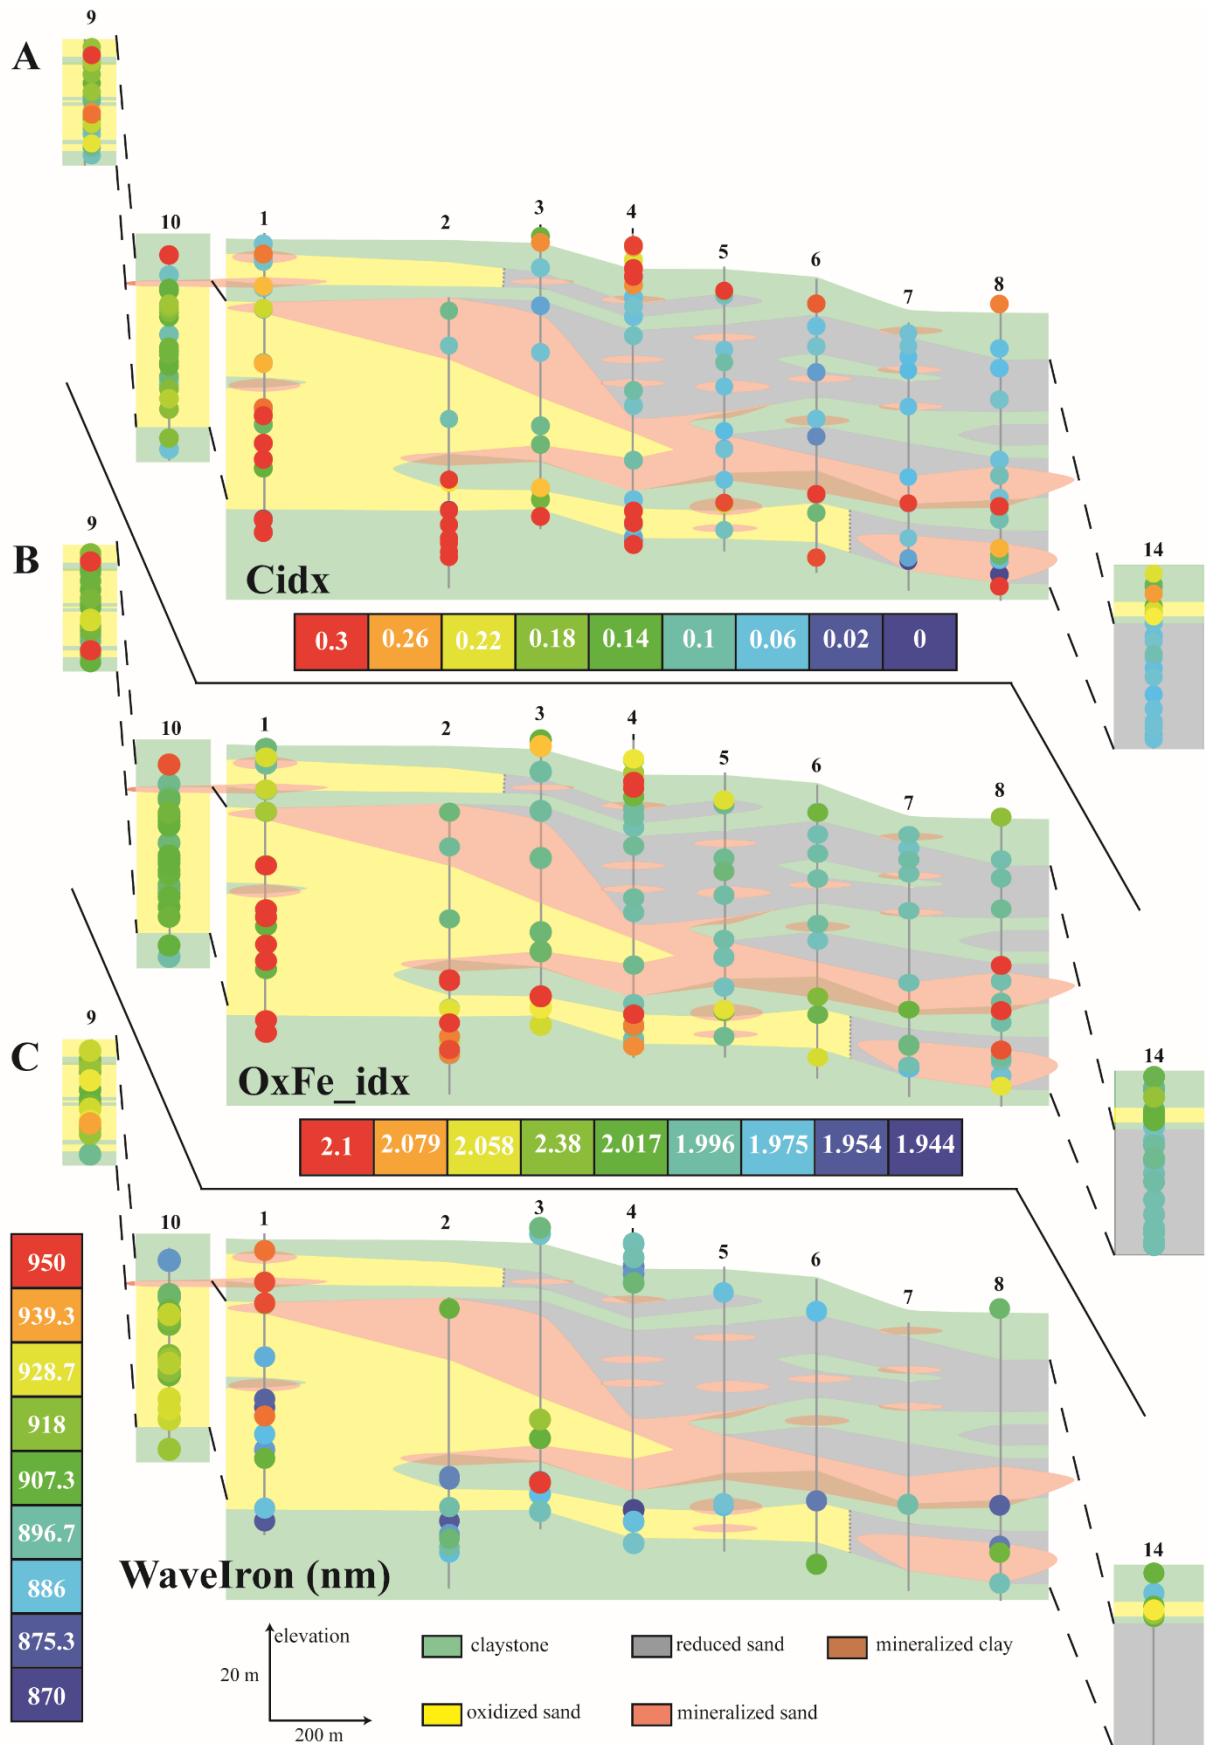 A
9
10
1
2
3
4
5
6
7
8
14
Cidx
0.3 0.26 0.22 0.18 0.14 0.1 0.06 0.02 0
B
9
10
1
2
3
4
5
6
7
8
14
OxFe_idx
2.1 2.079 2.058 2.38 2.017 1.996 1.975 1.954 1.944
C
9
10
1
2
3
4
5
6
7
8
14
950
939.3
928.7
918
907.3
896.7
886
875.3
870
WaveIron (nm)
elevation
20 m
200 m
claystone
reduced sand
mineralized clay
oxidized sand
mineralized sand